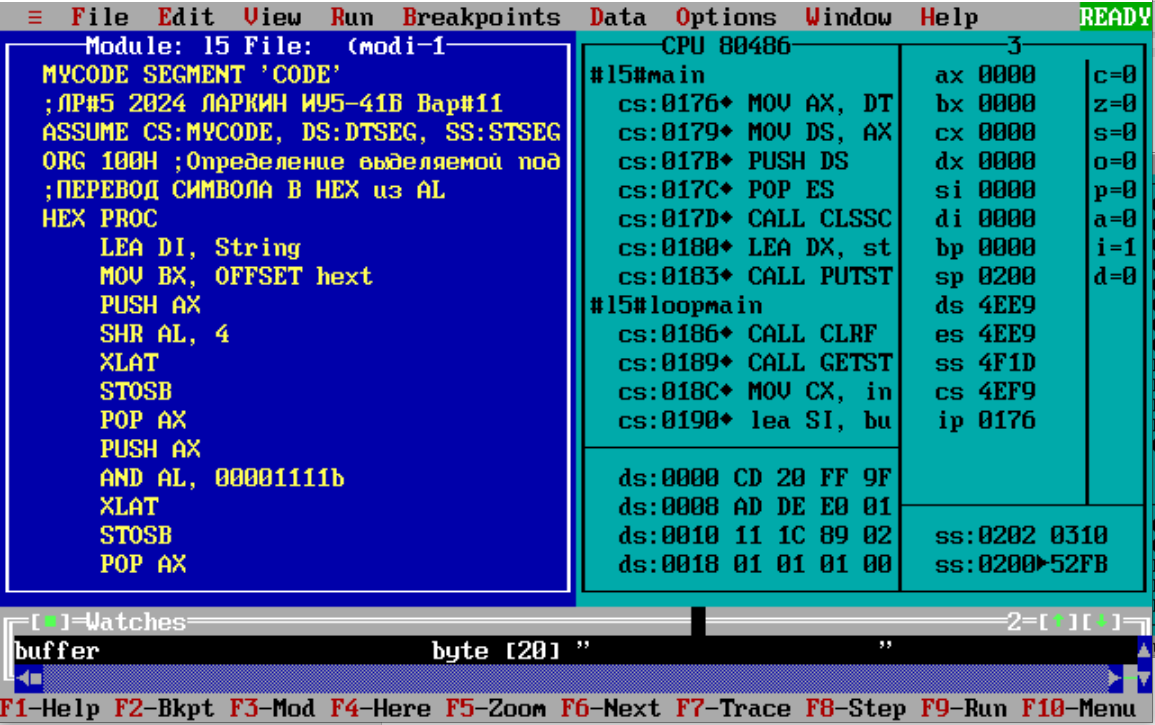 ≡ File Edit View Run Breakpoints Data Options Window Help READY
Module: l5 File: (modi-1
MYCODE SEGMENT 'CODE'
;ЛР#5 2024 ЛАРКИН ИУ5-41Б Вар#11
ASSUME CS:MYCODE, DS:DTSEG, SS:STSEG
ORG 100H ;Определение выделяемой под
;ПЕРЕВОД СИМВОЛА В HEX из AL
HEX PROC
LEA DI, String
MOV BX, OFFSET hext
PUSH AX
SHR AL, 4
XLAT
STOSB
POP AX
PUSH AX
AND AL, 00001111b
XLAT
STOSB
POP AX
CPU 80486
#l5#main
cs:0176♦ MOV AX, DT
cs:0179♦ MOV DS, AX
cs:017B♦ PUSH DS
cs:017C♦ POP ES
cs:017D♦ CALL CLSSC
cs:0180♦ LEA DX, st
cs:0183♦ CALL PUTST
#l5#loopmain
cs:0186♦ CALL CLRF
cs:0189♦ CALL GETST
cs:018C♦ MOV CX, in
cs:0190♦ lea SI, bu
ds:0000 CD 20 FF 9F
ds:0008 AD DE E0 01
ds:0010 11 1C 89 02
ds:0018 01 01 01 00
3
ax 0000
bx 0000
cx 0000
dx 0000
si 0000
di 0000
bp 0000
sp 0200
ds 4EE9
es 4EE9
ss 4F1D
cs 4EF9
ip 0176
c=0
z=0
s=0
o=0
p=0
a=0
i=1
d=0
ss:0202 0310
ss:0200►52FB
[■]=Watches 2=[↑][↓]
buffer byte [20] " "
F1-Help F2-Bkpt F3-Mod F4-Here F5-Zoom F6-Next F7-Trace F8-Step F9-Run F10-Menu